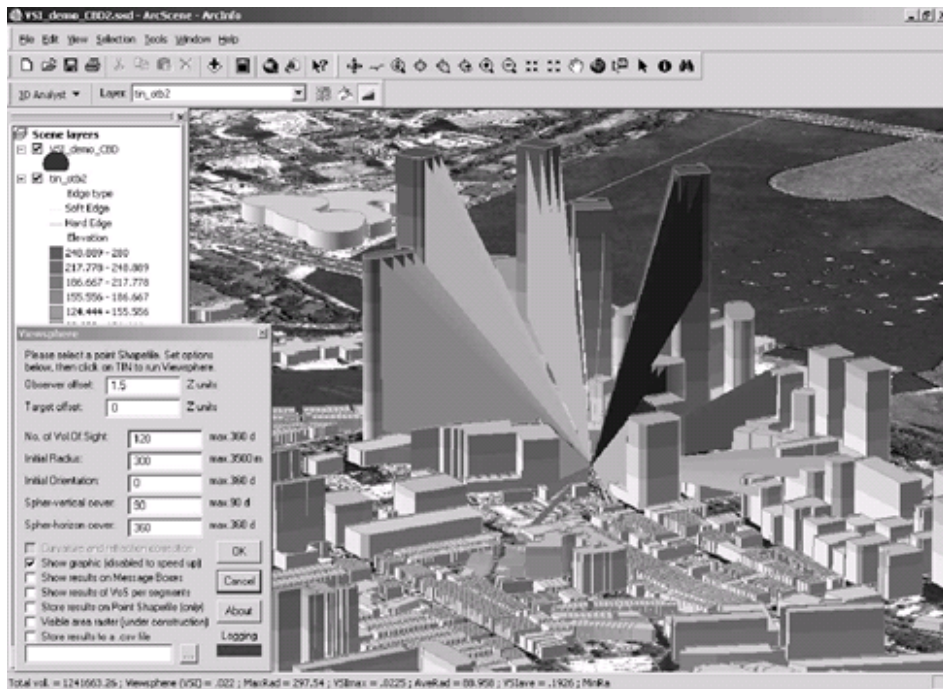 VSI_demo_CBD2.sxd - ArcScene - ArcInfo
File Edit View Selection Tools Window Help
3D Analyst Layer: tin_otb2
Scene layers
VSI_demo_CBD
tin_otb2
Edge type
Soft Edge
Hard Edge
Elevation
248.889 - 280
217.778 - 248.889
186.667 - 217.778
155.556 - 186.667
124.444 - 155.556
Viewsphere
Please select a point Shapefile. Set options
below, then click on TIN to run Viewsphere.
Observer offset: 1.5 Z units
Target offset: 0 Z units
No. of Vol.Of Sight: 120 max 360 d
Initial Radius: 300 max 3500 m
Initial Orientation: 0 max 360 d
Spher-vertical cover: 90 max 90 d
Spher-horizon cover: 360 max 360 d
Curvature and refraction correction
OK
Show graphic (disabled to speed up)
Show results on Message Boxes
Cancel
Show results of VoS per segments
Store results on Point Shapefile (only)
About
Visible area raster (under construction)
Store results to a .csv file
Logging
...
Total vol. = 1241663.26 ; Viewsphere (VSI) = .022 ; MaxRad = 297.54 ; VSImax = .0225 ; AveRad = 88.958 ; VSIave = .1926 ; MinRa